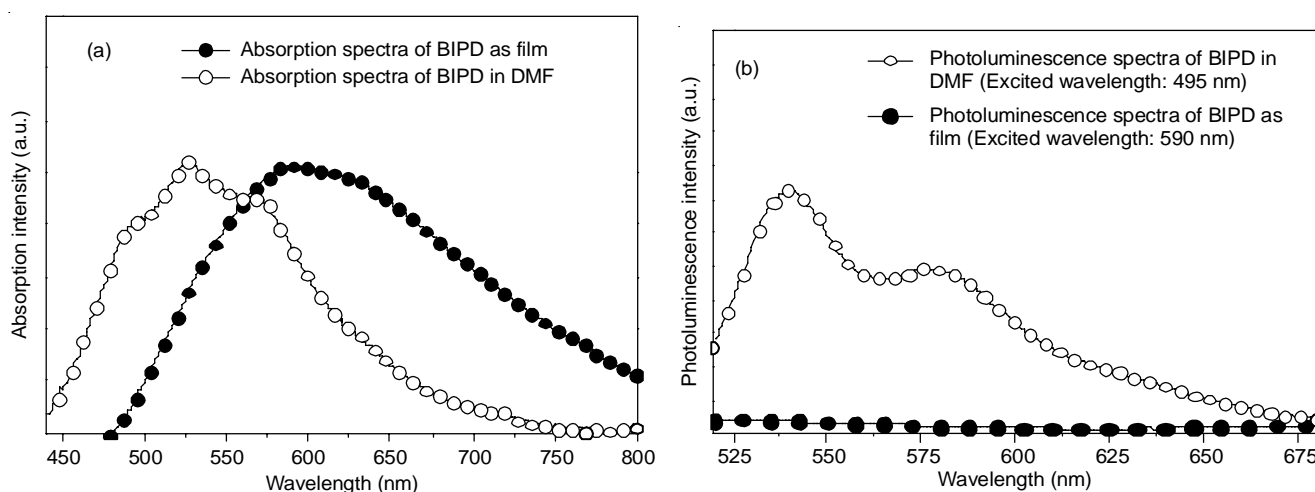 (a)
Absorption spectra of BIPD as film
Absorption spectra of BIPD in DMF
Absorption intensity (a.u.)
450 500 550 600 650 700 750 800
Wavelength (nm)
(b)
Photoluminescence spectra of BIPD in
DMF (Excited wavelength: 495 nm)
Photoluminescence spectra of BIPD as
film (Excited wavelength: 590 nm)
Photoluminescence intensity (a.u.)
525 550 575 600 625 650 675
Wavelength (nm)